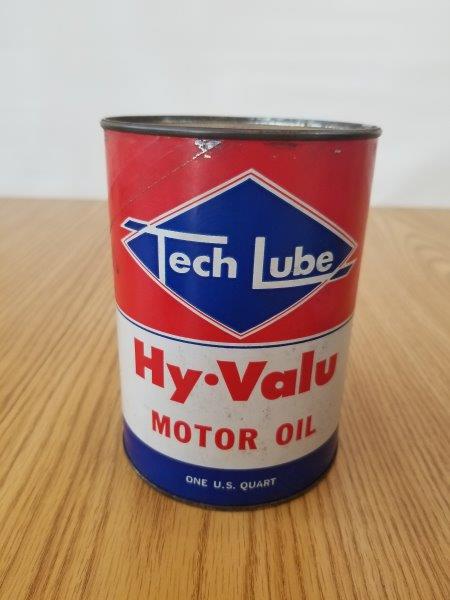 Tech Lube
Hy·Valu
MOTOR OIL
ONE U.S. QUART